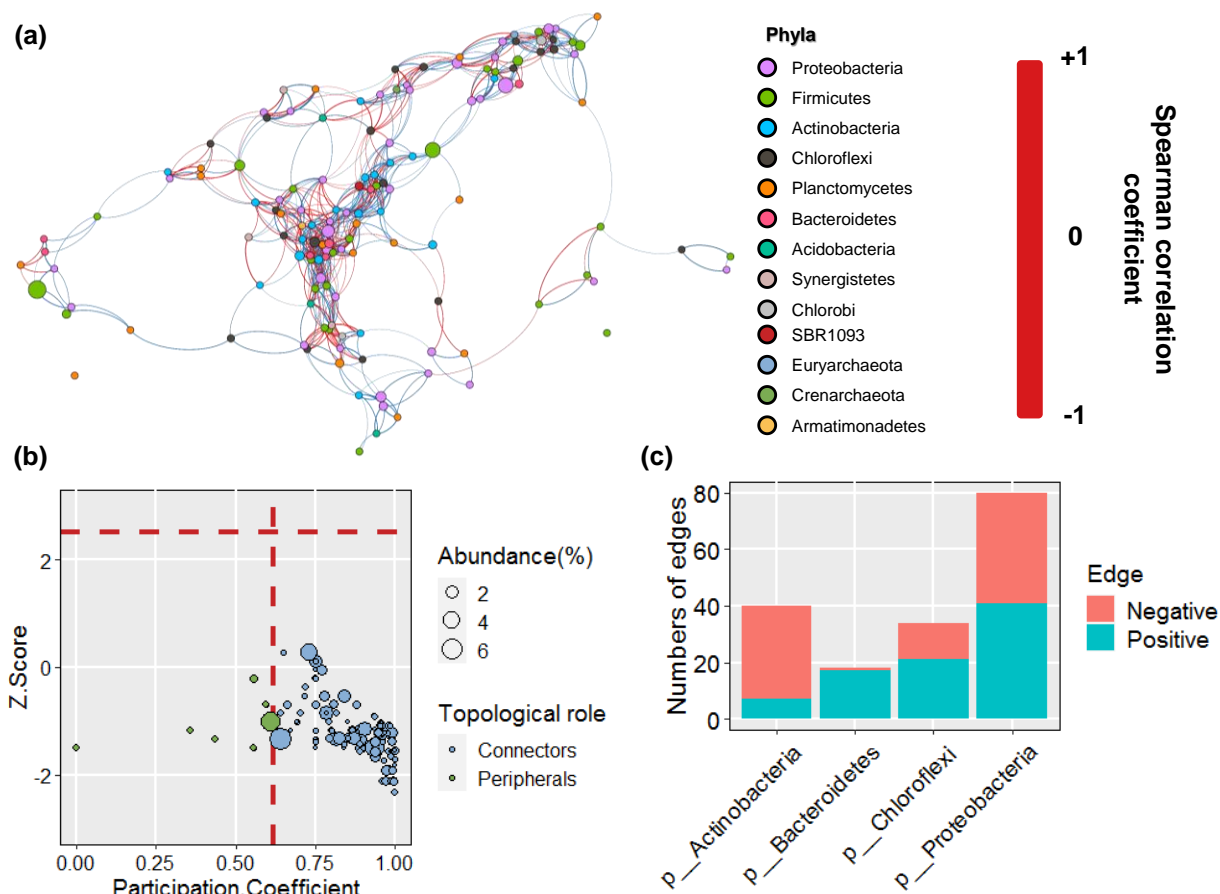 (a)
Phyla
Proteobacteria
Firmicutes
Actinobacteria
Chloroflexi
Planctomycetes
Bacteroidetes
Acidobacteria
Synergistetes
Chlorobi
SBR1093
Euryarchaeota
Crenarchaeota
Armatimonadetes
+1
0
-1
Spearman correlation
coefficient
(b)
2
0
-2
Z.Score
0.00 0.25 0.50 0.75 1.00
Participation Coefficient
Abundance(%)
2
4
6
Topological role
Connectors
Peripherals
(c)
80
60
40
20
0
Numbers of edges
p__Actinobacteria
p__Bacteroidetes
p__Chloroflexi
p__Proteobacteria
Edge
Negative
Positive